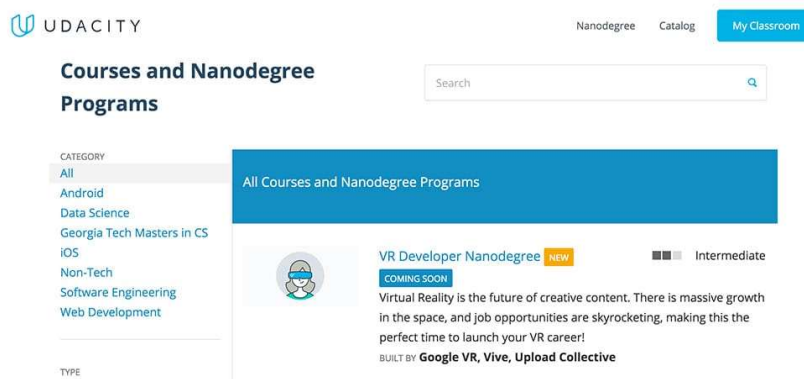 UDACITY
Nanodegree
Catalog
My Classroom
Courses and Nanodegree
Programs
Search
CATEGORY
All
Android
Data Science
Georgia Tech Masters in CS
iOS
Non-Tech
Software Engineering
Web Development
TYPE
All Courses and Nanodegree Programs
VR Developer Nanodegree NEW
Intermediate
COMING SOON
Virtual Reality is the future of creative content. There is massive growth
in the space, and job opportunities are skyrocketing, making this the
perfect time to launch your VR career!
BUILT BY Google VR, Vive, Upload Collective